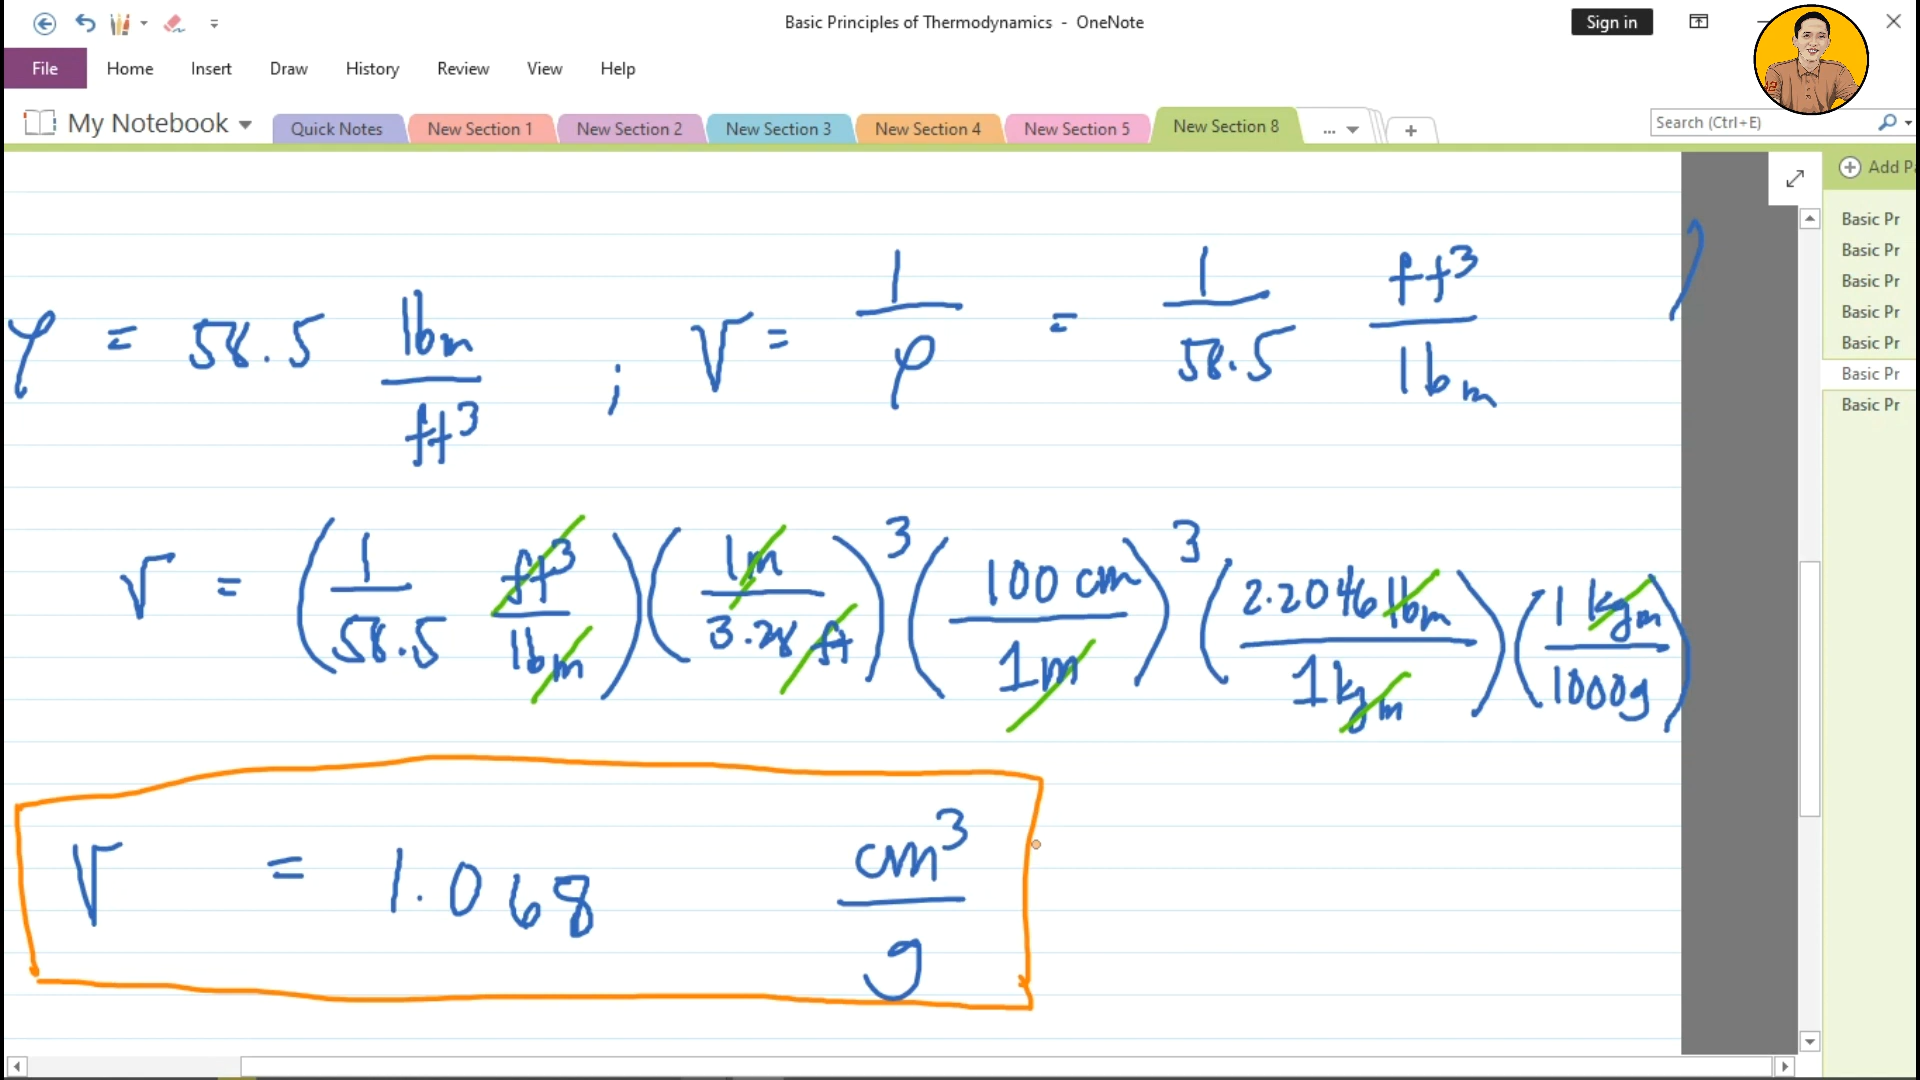 Basic Principles of Thermodynamics - OneNote
Sign in
File Home Insert Draw History Review View Help
My Notebook
Quick Notes New Section 1 New Section 2 New Section 3 New Section 4 New Section 5 New Section 8 ... +
Search (Ctrl+E)
Add P
Basic Pr
Basic Pr
Basic Pr
Basic Pr
Basic Pr
Basic Pr
Basic Pr
ρ = 58.5 lbm/ft³ ; v = 1/ρ = 1/58.5 ft³/lbm
v = (1/58.5 ft³/lbm)(1m/3.28 ft)³(100 cm/1m)³(2.2046 lbm/1kgm)(1 kgm/1000g)
v = 1.068 cm³/g